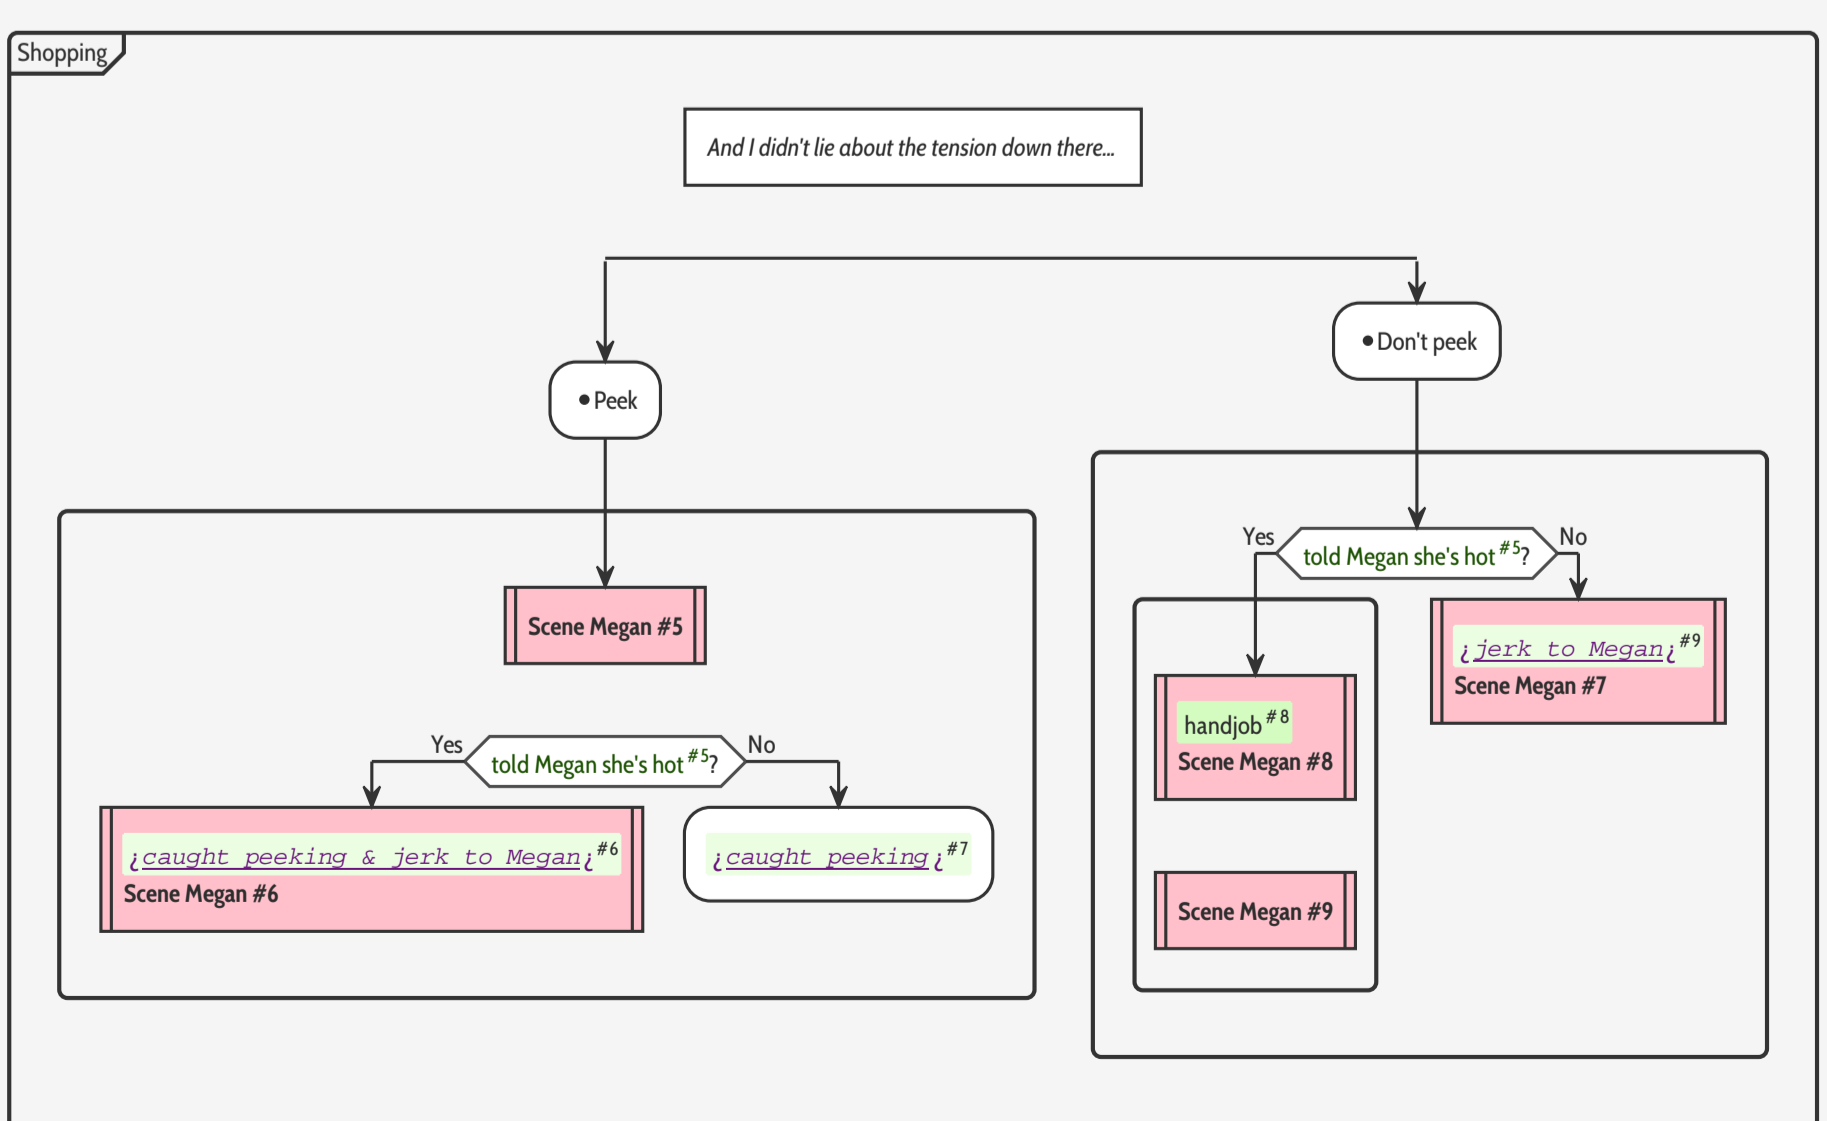 Shopping
And I didn't lie about the tension down there...
•Don't peek
•Peek
Yes
told Megan she's hot #5?
No
Scene Megan #5
¿jerk to Megan¿#9
Scene Megan #7
handjob #8
Scene Megan #8
Yes
told Megan she's hot #5?
No
¿caught peeking & jerk to Megan¿#6
Scene Megan #6
¿caught peeking¿#7
Scene Megan #9